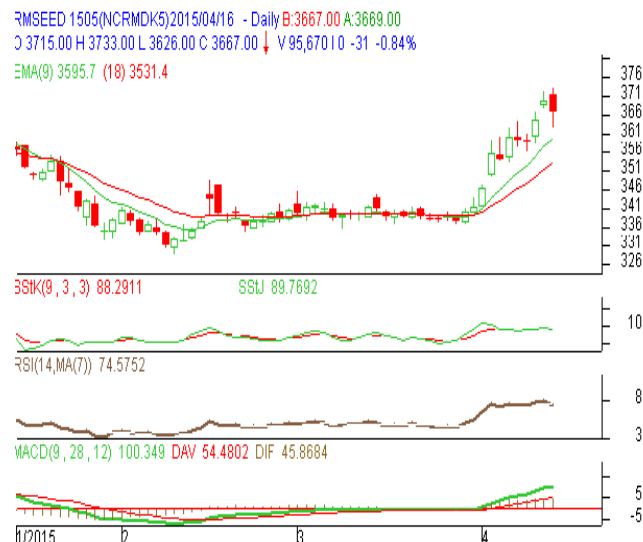 RMSEED 1505(NCRMDK5)2015/04/16 - Daily B:3667.00 A:3669.00
O 3715.00 H 3733.00 L 3626.00 C 3667.00 V 95,670 I 0 -31 -0.84%
EMA(9) 3595.7 (18) 3531.4
376
371
366
361
356
351
346
341
336
331
326
SStK(9, 3, 3) 88.2911 SStJ 89.7692
10
RSI(14,MA(7)) 74.5752
8
3
MACD(9, 28, 12) 100.349 DAV 54.4802 DIF 45.8684
5
-5
1/2015 2 3 4